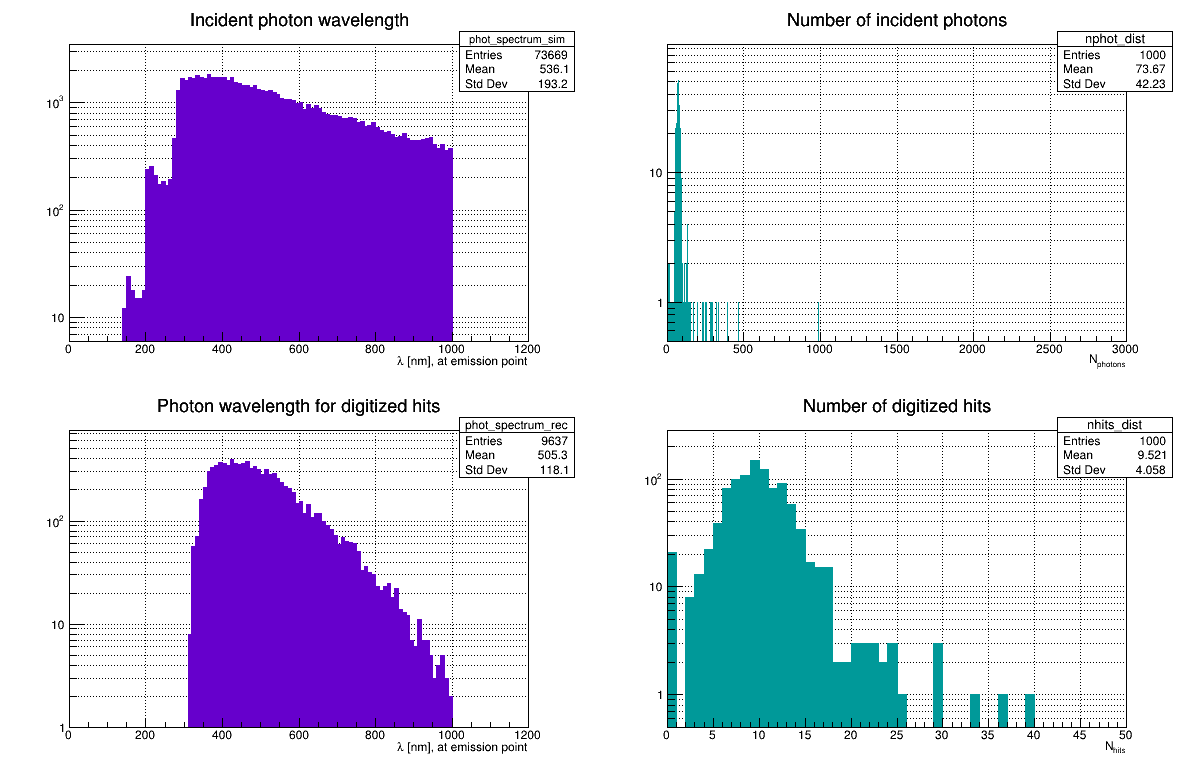 Incident photon wavelength
phot_spectrum_sim
Entries 73669
Mean 536.1
Std Dev 193.2
10³
10²
10
0 200 400 600 800 1000 1200
λ [nm], at emission point
Number of incident photons
nphot_dist
Entries 1000
Mean 73.67
Std Dev 42.23
10
1
0 500 1000 1500 2000 2500 3000
Nphotons
Photon wavelength for digitized hits
phot_spectrum_rec
Entries 9637
Mean 505.3
Std Dev 118.1
10²
10
1
0 200 400 600 800 1000 1200
λ [nm], at emission point
Number of digitized hits
nhits_dist
Entries 1000
Mean 9.521
Std Dev 4.058
10²
10
1
0 5 10 15 20 25 30 35 40 45 50
Nhits